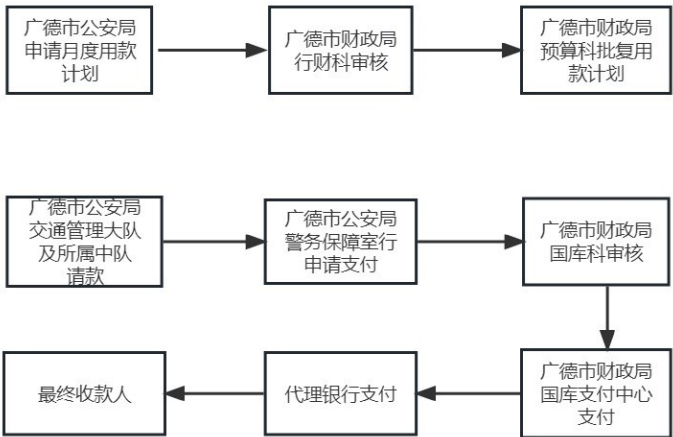 广德市公安局
申请月度用款
计划
广德市财政局
行财科审核
广德市财政局
预算科批复用
款计划
广德市公安局
交通管理大队
及所属中队
请款
广德市公安局
警务保障室行
申请支付
广德市财政局
国库科审核
最终收款人
代理银行支付
广德市财政局
国库支付中心
支付